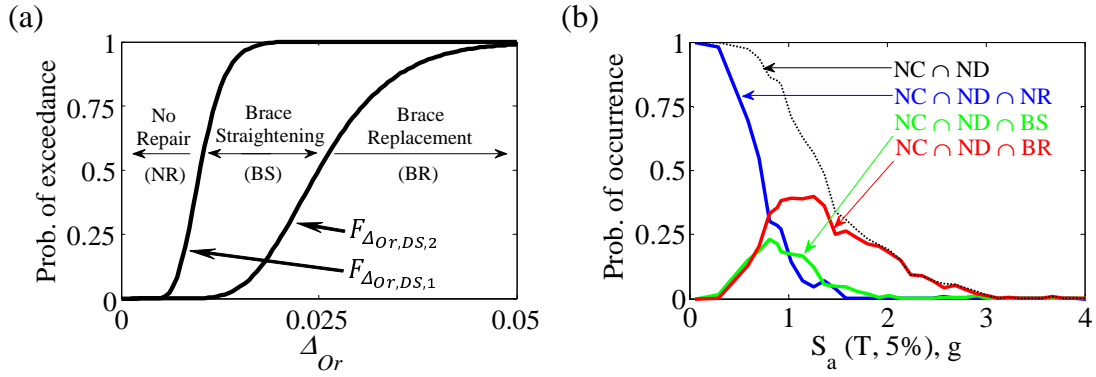 (a)
Prob. of exceedance
1
0.75
0.5
0.25
0
No
Repair
(NR)
Brace
Straightening
(BS)
Brace
Replacement
(BR)
F_{Δ_{Or},DS,2}
F_{Δ_{Or},DS,1}
0 0.025 0.05
Δ_{Or}
(b)
Prob. of occurrence
1
0.75
0.5
0.25
0
NC ∩ ND
NC ∩ ND ∩ NR
NC ∩ ND ∩ BS
NC ∩ ND ∩ BR
0 1 2 3 4
S_a (T, 5%), g